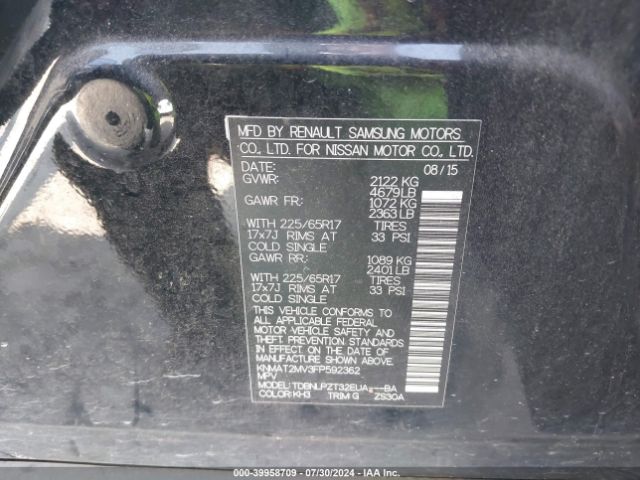 MFD BY RENAULT SAMSUNG MOTORS
CO., LTD. FOR NISSAN MOTOR CO., LTD.
DATE: 08/15
GVWR: 2122 KG
4679LB
GAWR FR: 1072 KG
2363 LB
WITH 225/65R17 TIRES
17x7J RIMS AT 33 PSI
COLD SINGLE
GAWR RR: 1089 KG
2401 LB
WITH 225/65R17 TIRES
17x7J RIMS AT 33 PSI
COLD SINGLE
THIS VEHICLE CONFORMS TO
ALL APPLICABLE FEDERAL
MOTOR VEHICLE SAFETY AND
THEFT PREVENTION STANDARDS
IN EFFECT ON THE DATE OF
MANUFACTURE SHOWN ABOVE.
KNMAT2MV3FP592362
MPV
MODEL: TDBNLPZT32EUA ---BA
COLOR: KH3 TRIM G ZS30A
000-39958709 - 07/30/2024 - IAA Inc.